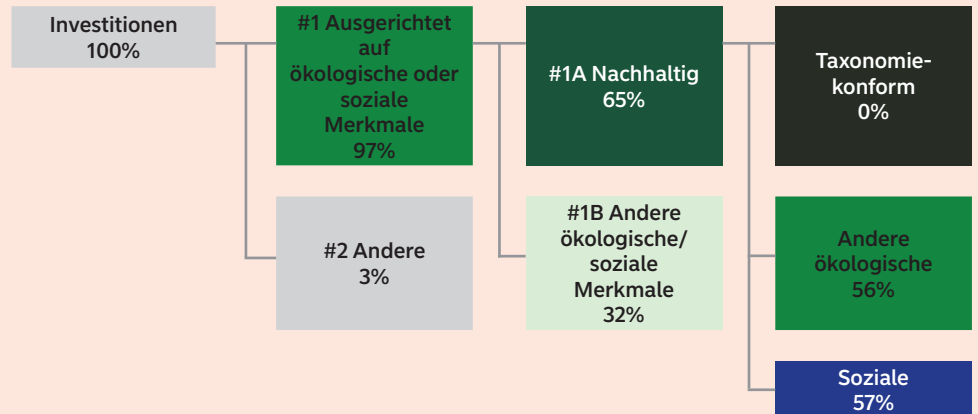 Investitionen
100%
#1 Ausgerichtet
auf
ökologische oder
soziale
Merkmale
97%
#1A Nachhaltig
65%
Taxonomie-
konform
0%
#2 Andere
3%
#1B Andere
ökologische/
soziale
Merkmale
32%
Andere
ökologische
56%
Soziale
57%